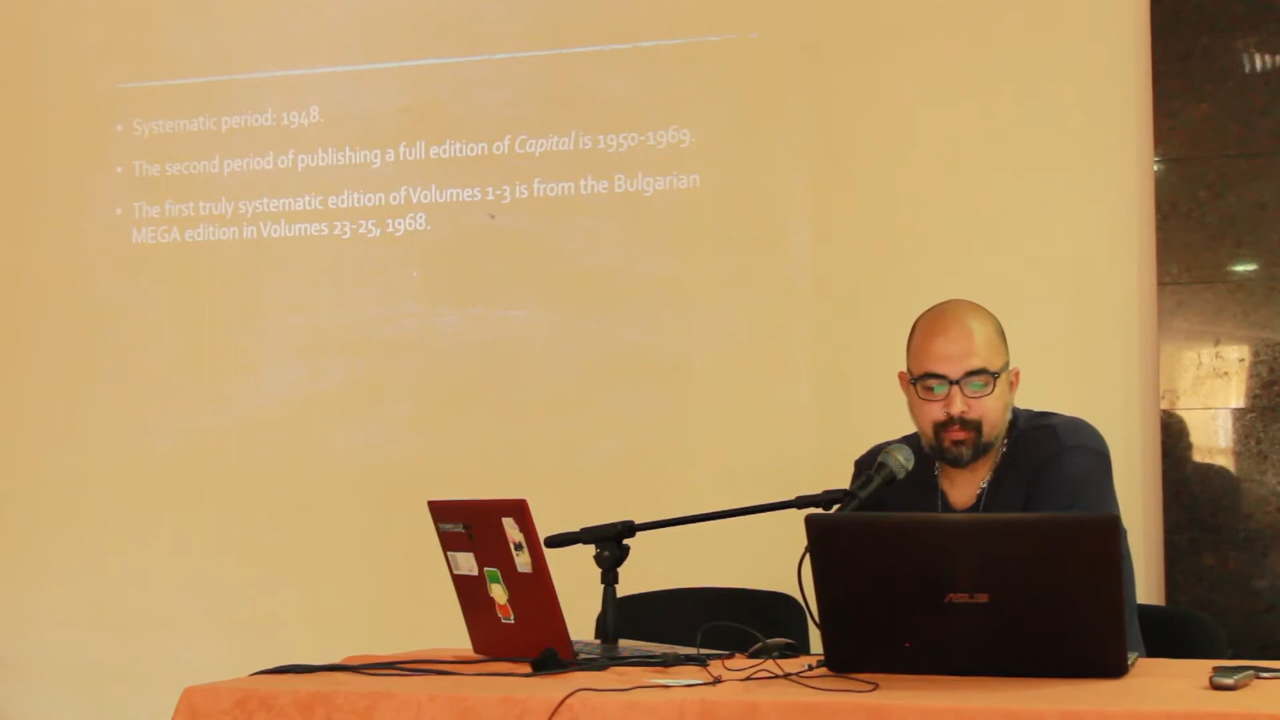 • Systematic period: 1948.
• The second period of publishing a full edition of Capital is 1950-1969.
• The first truly systematic edition of Volumes 1-3 is from the Bulgarian
MEGA edition in Volumes 23-25, 1968.
ASUS